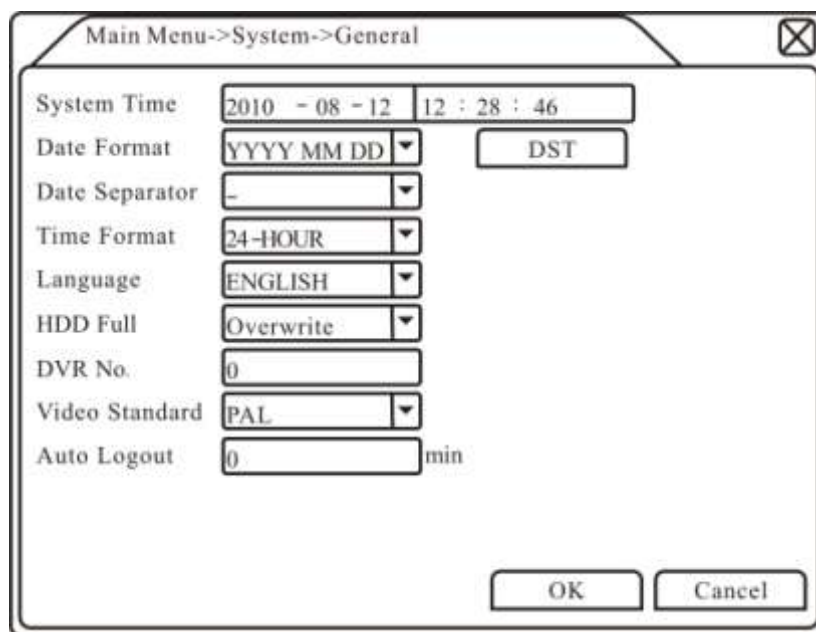 Main Menu->System->General
System Time 2010 - 08 - 12 12 : 28 : 46
Date Format YYYY MM DD DST
Date Separator -
Time Format 24-HOUR
Language ENGLISH
HDD Full Overwrite
DVR No. 0
Video Standard PAL
Auto Logout 0 min
OK Cancel